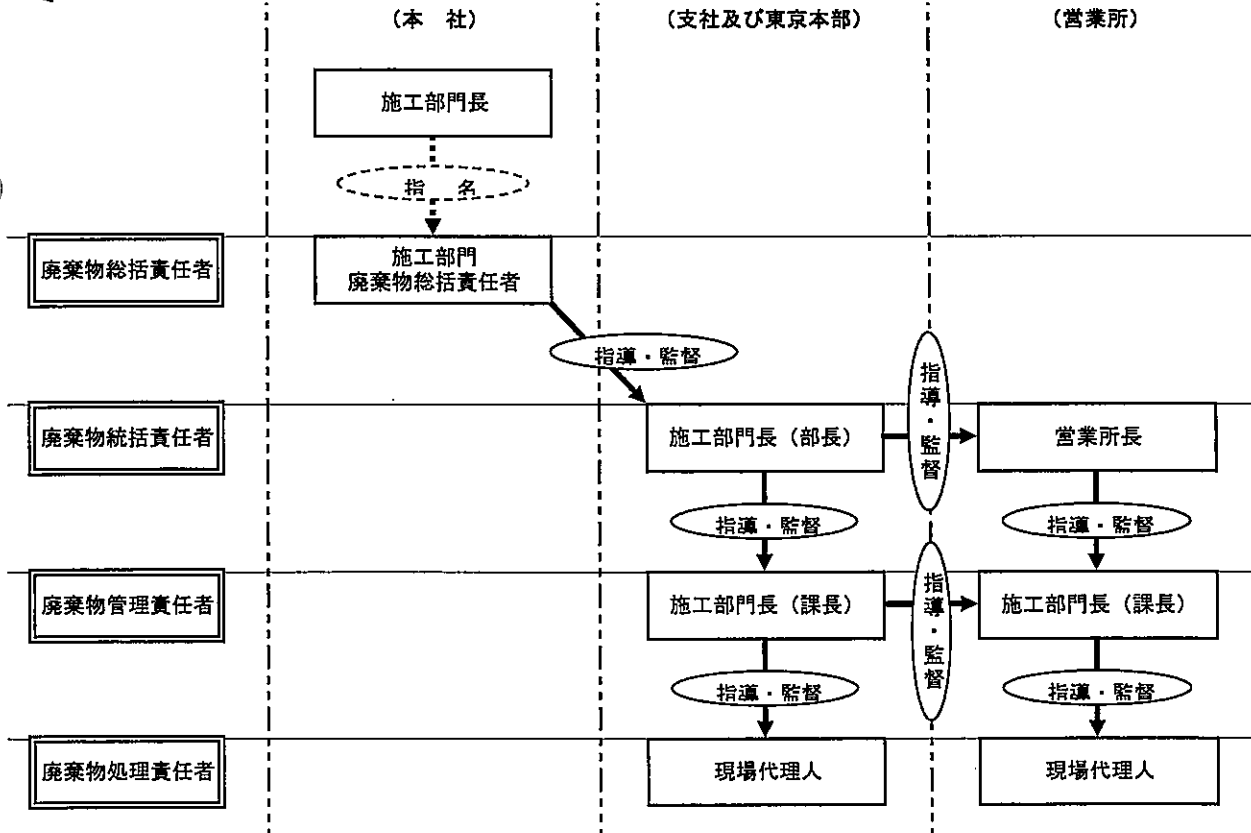 (本　社)
(支社及び東京本部)
(営業所)
施工部門長
指　名
廃棄物総括責任者
施工部門
廃棄物総括責任者
指導・監督
指導・監督
廃棄物統括責任者
施工部門長（部長）
営業所長
指導・監督
指導・監督
指導・監督
廃棄物管理責任者
施工部門長（課長）
施工部門長（課長）
指導・監督
指導・監督
廃棄物処理責任者
現場代理人
現場代理人